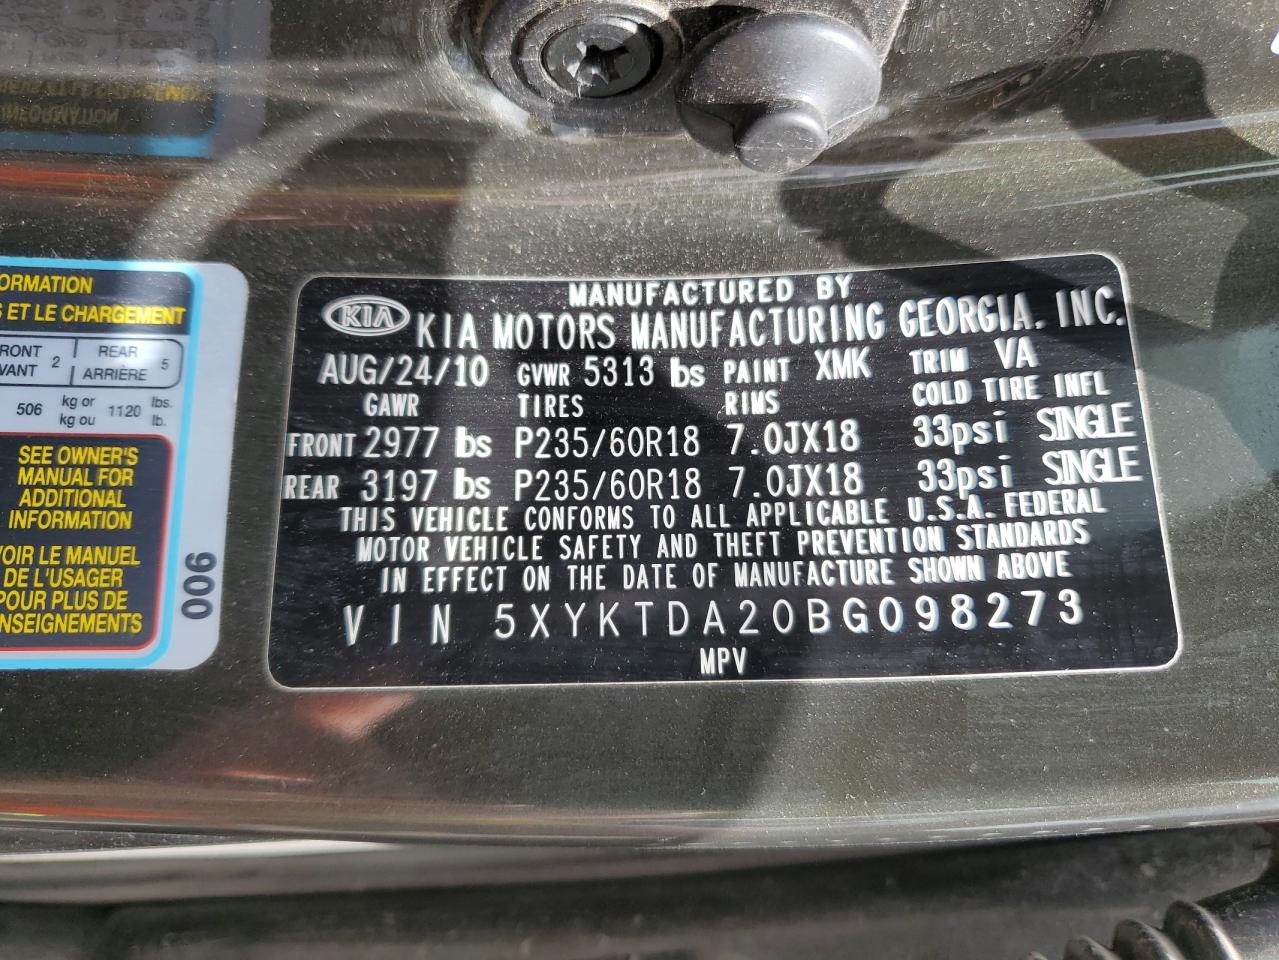 ORMATION
S ET LE CHARGEMENT
RONT 2 REAR 5
VANT ARRIÈRE
506 kg or 1120 lbs.
kg ou lb.
SEE OWNER'S
MANUAL FOR
ADDITIONAL
INFORMATION
VOIR LE MANUEL
DE L'USAGER
POUR PLUS DE
NSEIGNEMENTS
006
MANUFACTURED BY
KIA KIA MOTORS MANUFACTURING GEORGIA. INC.
AUG/24/10 GVWR 5313 lbs PAINT XMK TRIM VA
GAWR TIRES RIMS COLD TIRE INFL
FRONT 2977 lbs P235/60R18 7.0JX18 33psi SINGLE
REAR 3197 lbs P235/60R18 7.0JX18 33psi SINGLE
THIS VEHICLE CONFORMS TO ALL APPLICABLE U.S.A. FEDERAL
MOTOR VEHICLE SAFETY AND THEFT PREVENTION STANDARDS
IN EFFECT ON THE DATE OF MANUFACTURE SHOWN ABOVE
VIN 5XYKTDA20BG098273
MPV